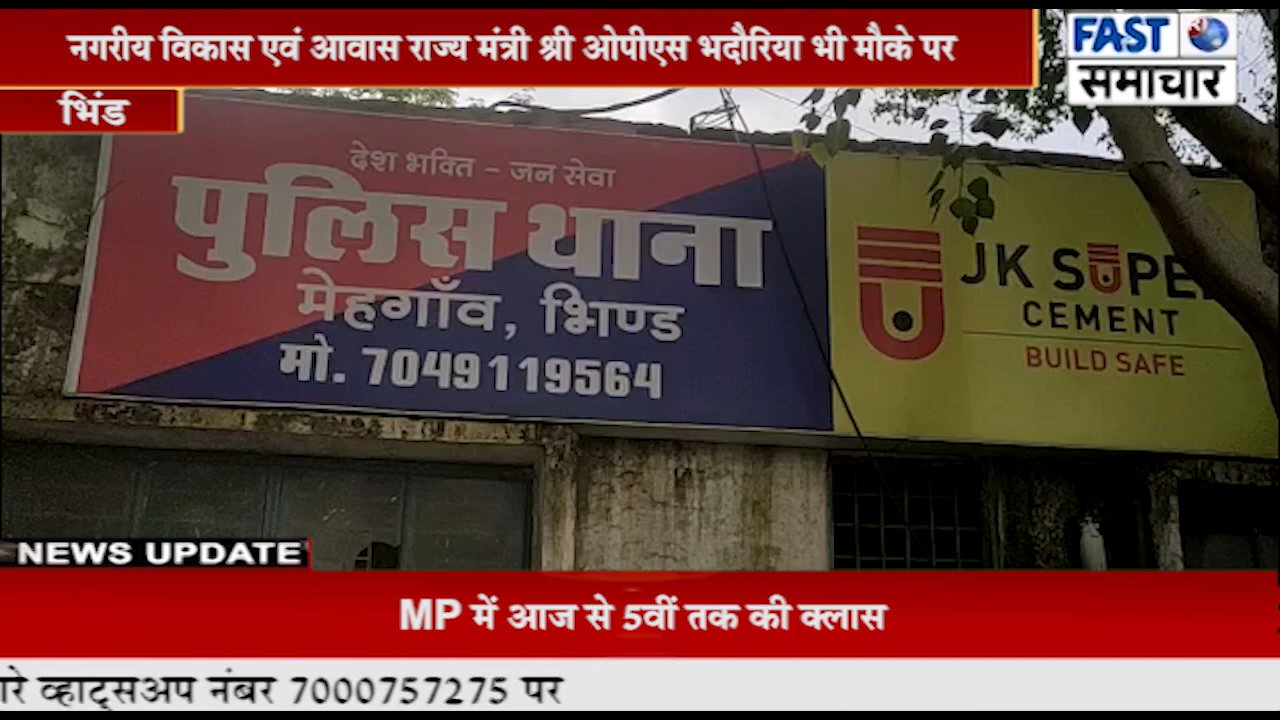 नगरीय विकास एवं आवास राज्य मंत्री श्री ओपीएस भदौरिया भी मौके पर
FAST
समाचार
भिंड
देश भक्ति - जन सेवा
पुलिस थाना
मेहगाँव, भिण्ड
मो. 7049119564
JK SUPE
CEMENT
BUILD SAFE
NEWS UPDATE
MP में आज से 5वीं तक की क्लास
ारे व्हाट्सअप नंबर 7000757275 पर